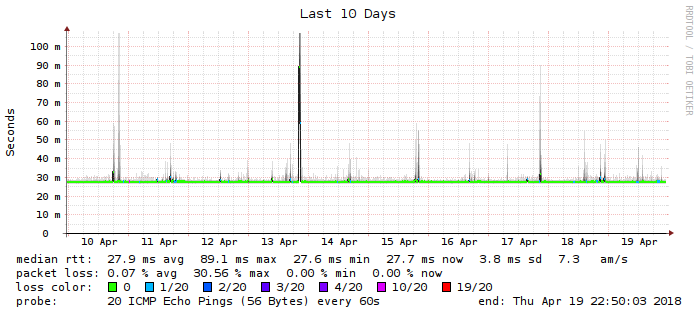 Last 10 Days
RRDTOOL / TOBI OETIKER
Seconds
100 m
90 m
80 m
70 m
60 m
50 m
40 m
30 m
20 m
10 m
0
10 Apr 11 Apr 12 Apr 13 Apr 14 Apr 15 Apr 16 Apr 17 Apr 18 Apr 19 Apr
median rtt: 27.9 ms avg 89.1 ms max 27.6 ms min 27.7 ms now 3.8 ms sd 7.3 am/s
packet loss: 0.07 % avg 30.56 % max 0.00 % min 0.00 % now
loss color: 0 1/20 2/20 3/20 4/20 10/20 19/20
probe: 20 ICMP Echo Pings (56 Bytes) every 60s end: Thu Apr 19 22:50:03 2018